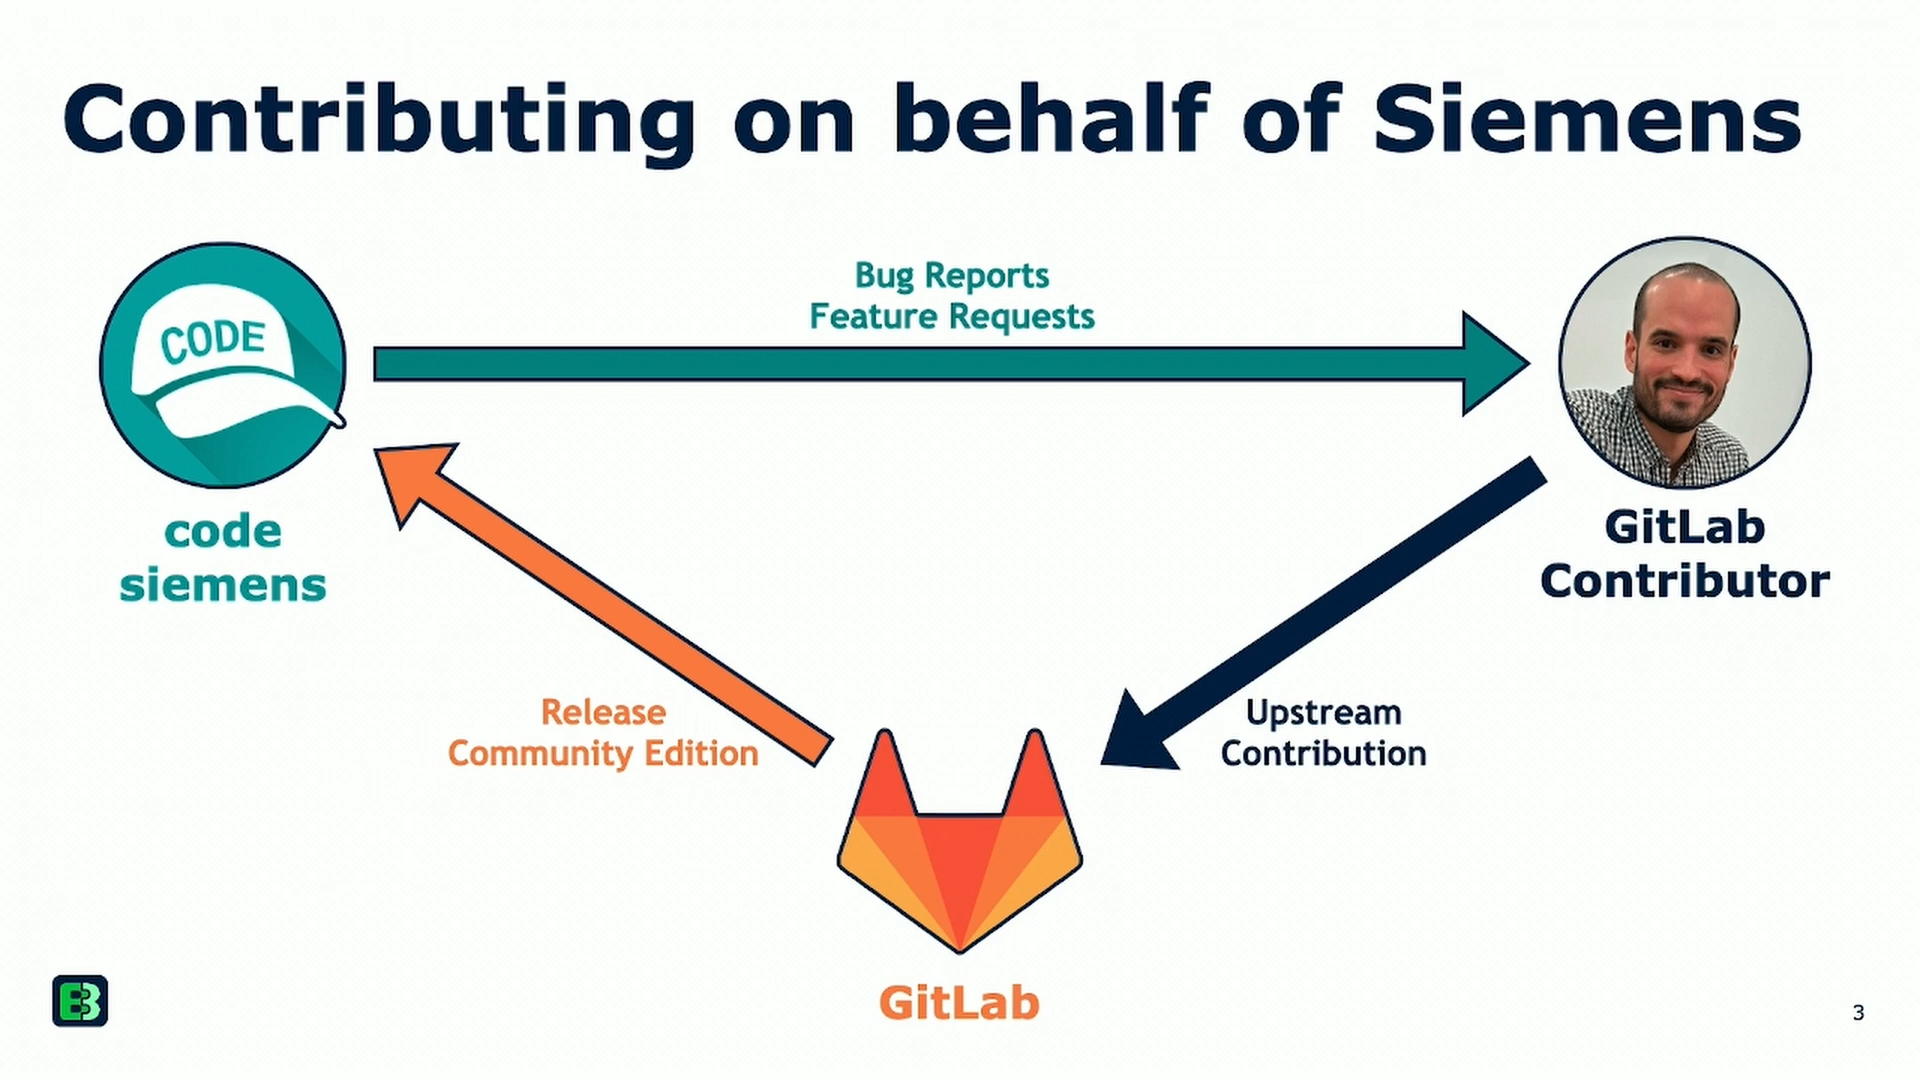 Contributing on behalf of Siemens
Bug Reports
Feature Requests
CODE
code
siemens
GitLab
Contributor
Release
Community Edition
Upstream
Contribution
GitLab
3